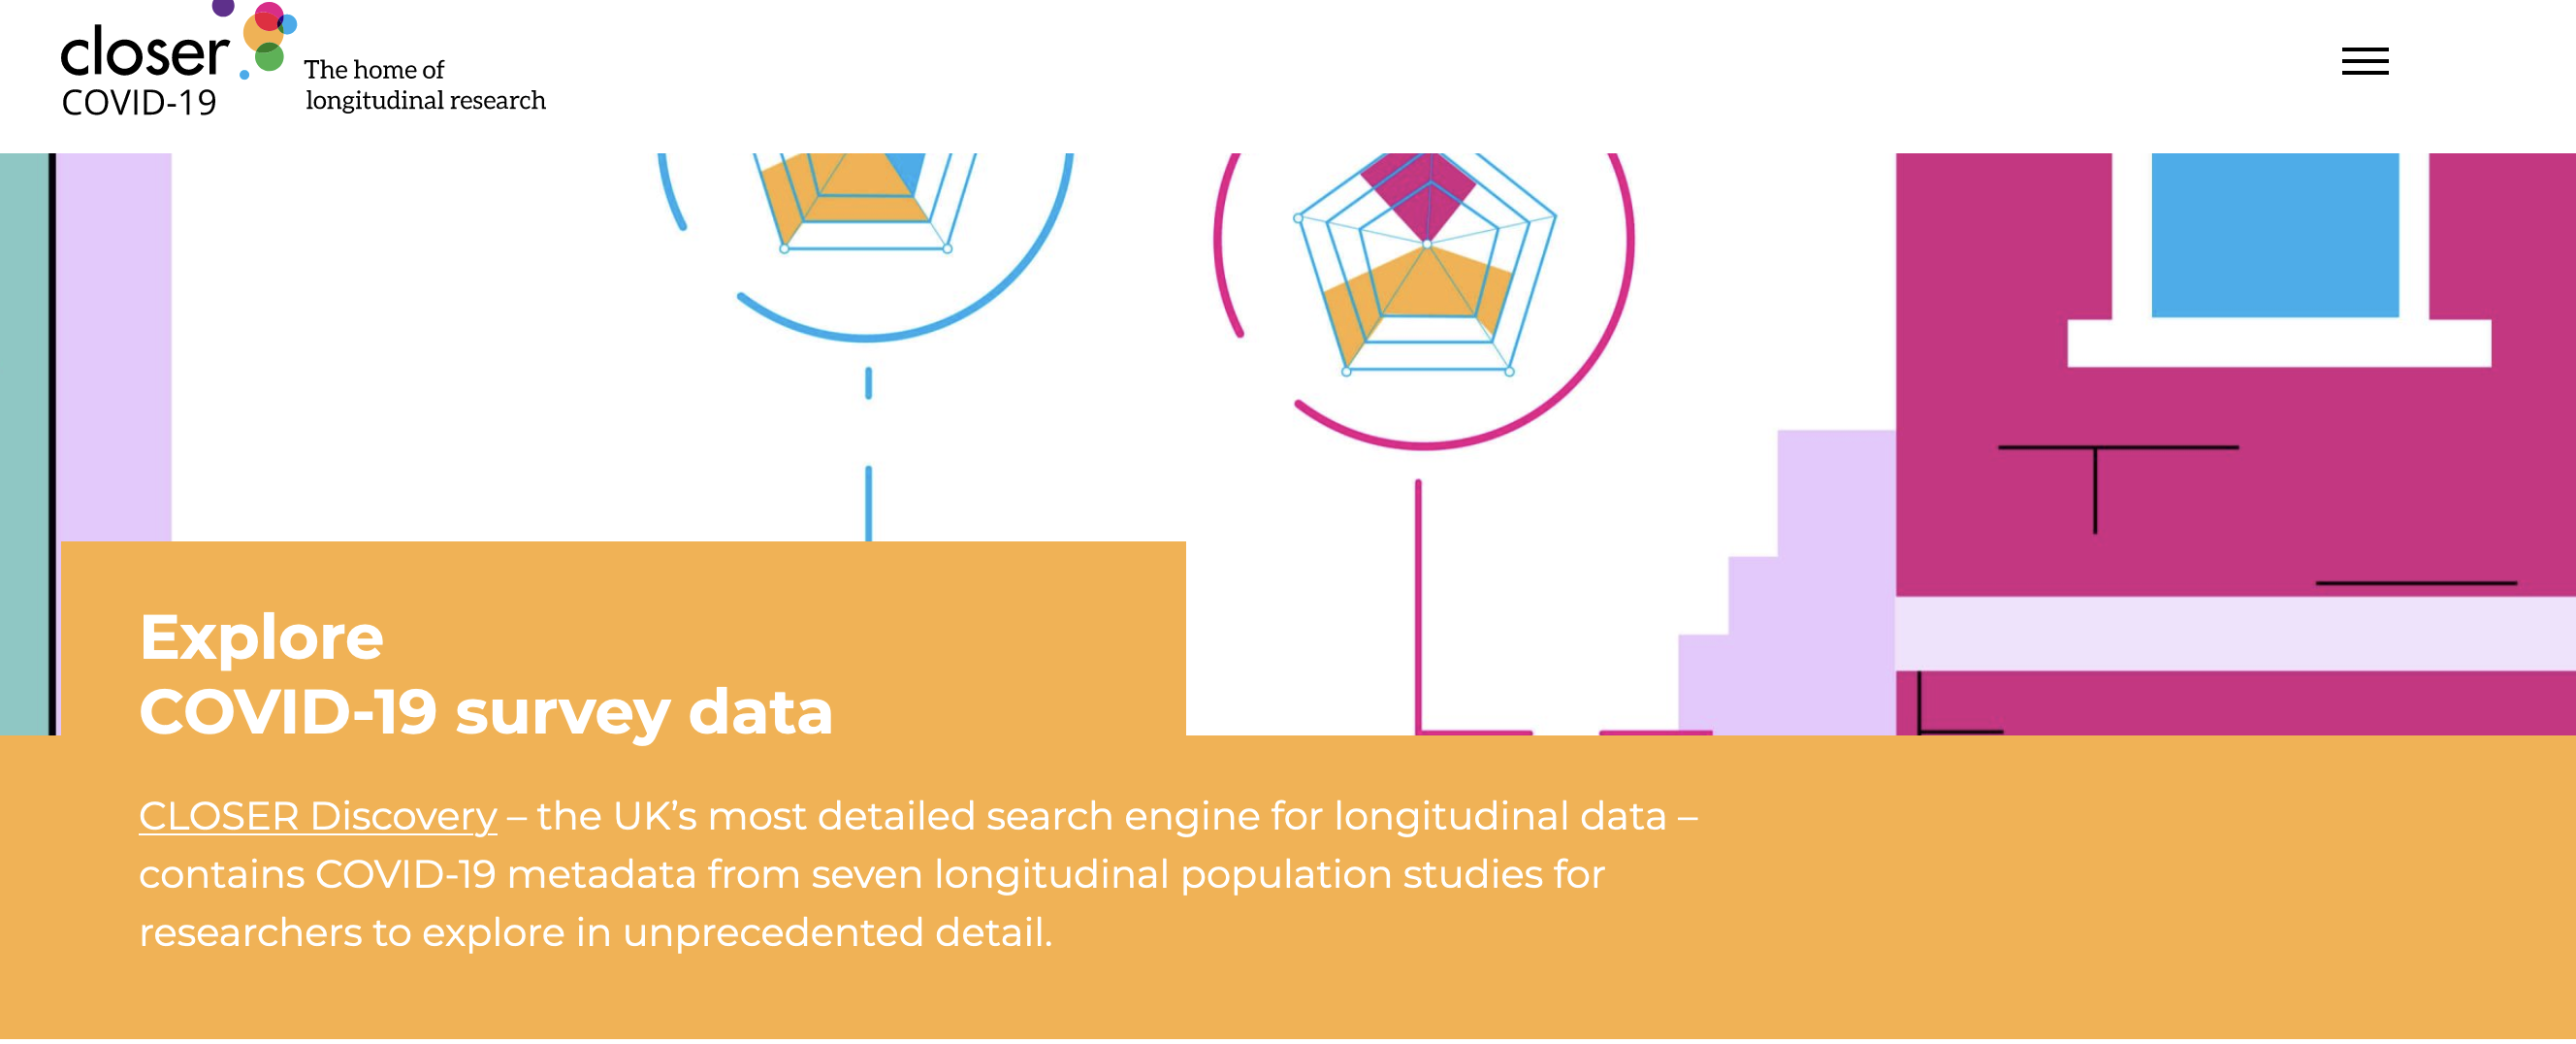 closer
COVID-19
The home of
longitudinal research
Explore
COVID-19 survey data
CLOSER Discovery – the UK’s most detailed search engine for longitudinal data –
contains COVID-19 metadata from seven longitudinal population studies for
researchers to explore in unprecedented detail.